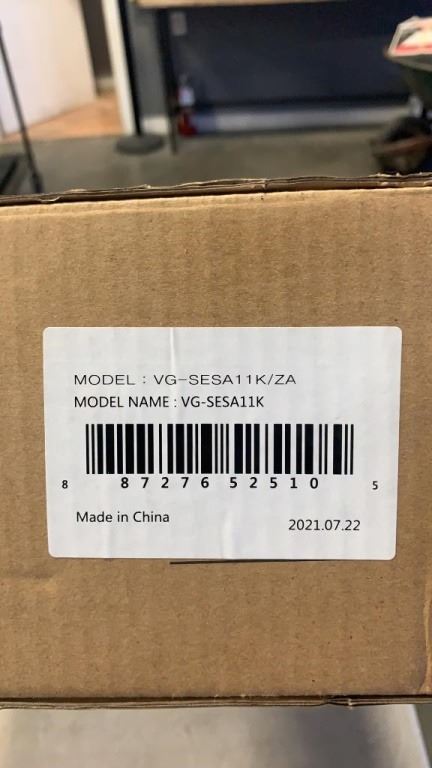 MODEL : VG-SESA11K/ZA
MODEL NAME : VG-SESA11K
8 87276 52510 5
Made in China
2021.07.22